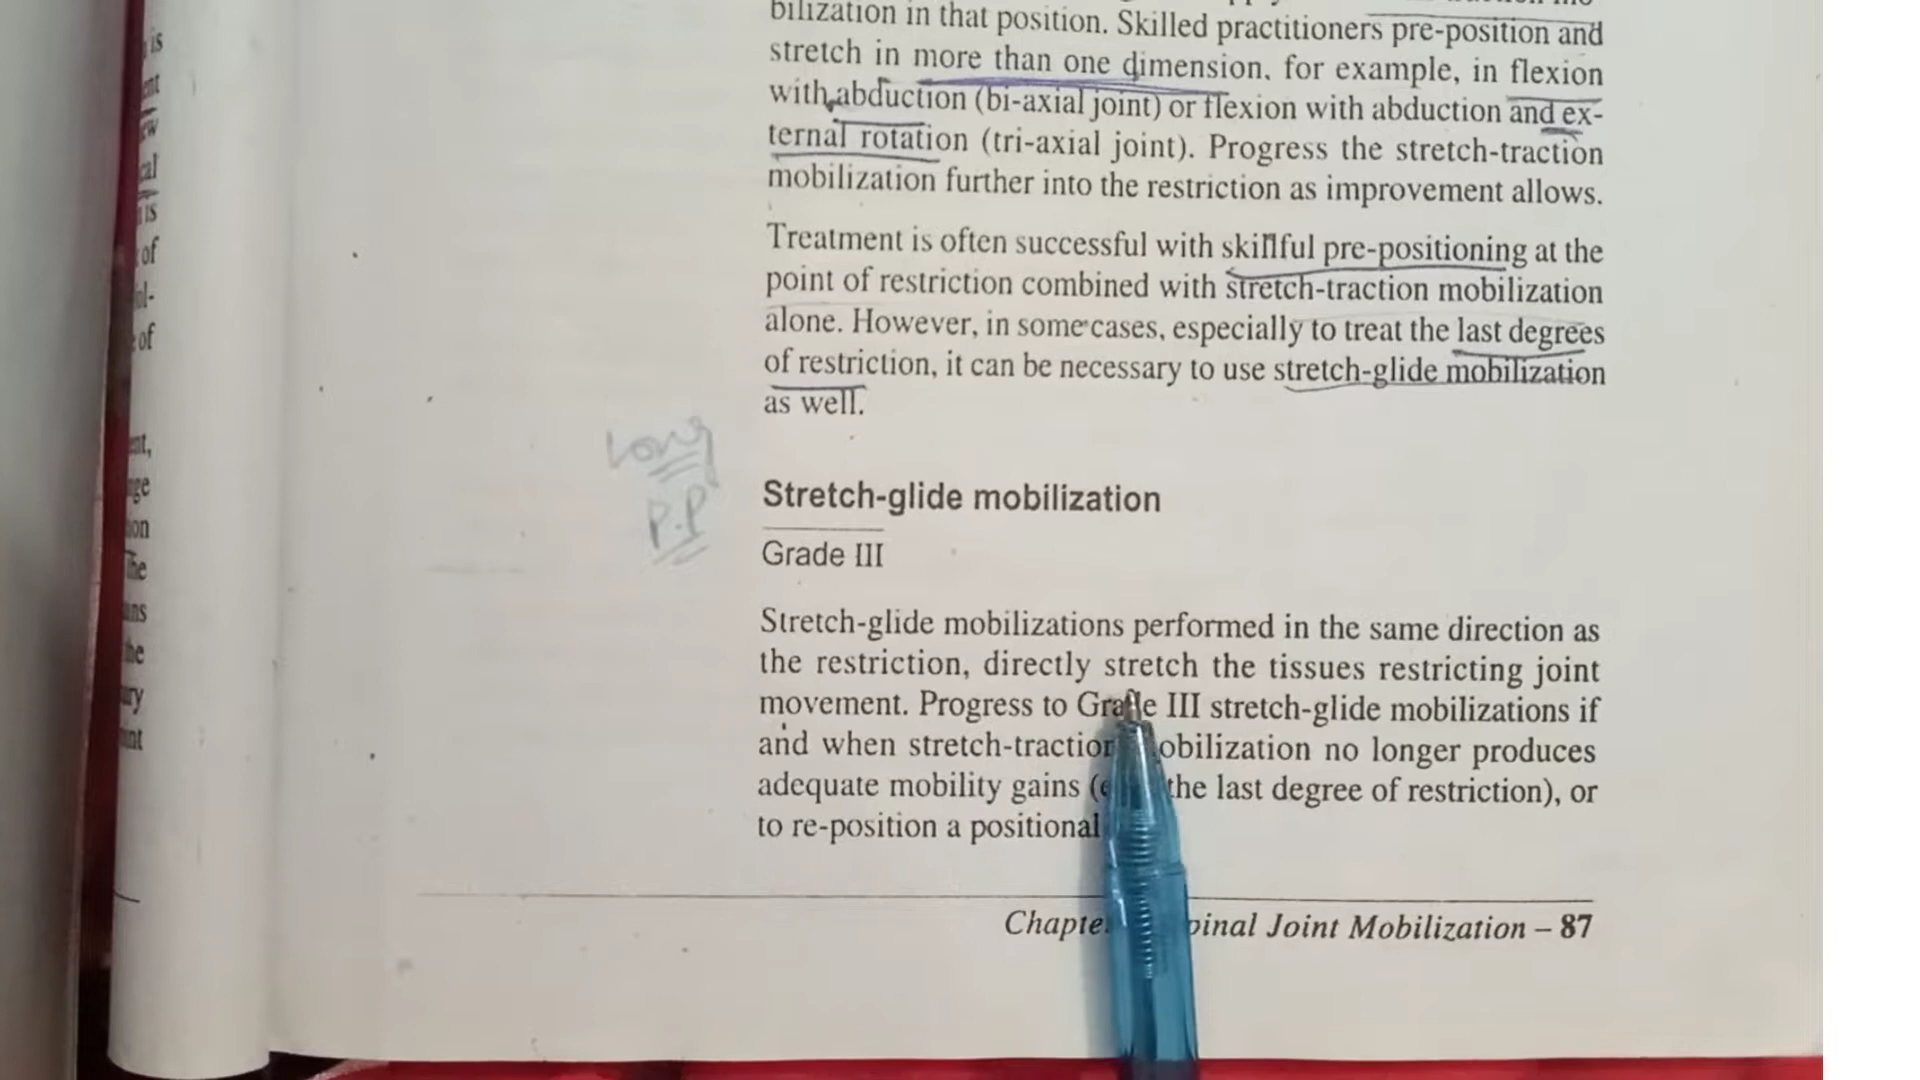 bilization in that position. Skilled practitioners pre-position and
stretch in more than one dimension, for example, in flexion
with abduction (bi-axial joint) or flexion with abduction and ex-
ternal rotation (tri-axial joint). Progress the stretch-traction
mobilization further into the restriction as improvement allows.
Treatment is often successful with skillful pre-positioning at the
point of restriction combined with stretch-traction mobilization
alone. However, in some cases, especially to treat the last degrees
of restriction, it can be necessary to use stretch-glide mobilization
as well.
Long
P.P
Stretch-glide mobilization
Grade III
Stretch-glide mobilizations performed in the same direction as
the restriction, directly stretch the tissues restricting joint
movement. Progress to Grade III stretch-glide mobilizations if
and when stretch-traction mobilization no longer produces
adequate mobility gains ( the last degree of restriction), or
to re-position a positional
Joint Mobilization – 87
is
of
is
of